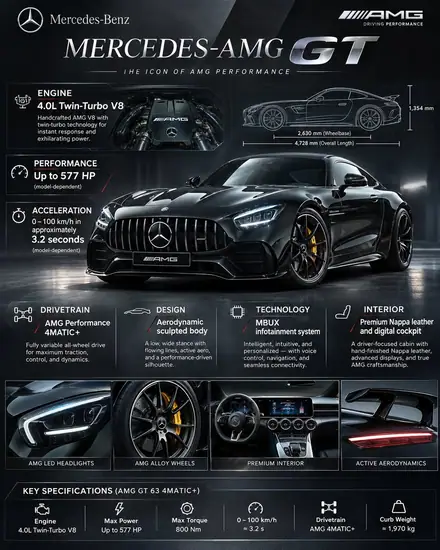 Mercedes-Benz
AMG
DRIVING PERFORMANCE
MERCEDES-AMG GT
THE ICON OF AMG PERFORMANCE
ENGINE
4.0L Twin-Turbo V8
Handcrafted AMG V8 with
twin-turbo technology for
instant response and
exhilarating power.
AMG
1,354 mm
2,630 mm (Wheelbase)
4,728 mm (Overall Length)
PERFORMANCE
Up to 577 HP
(model-dependent)
ACCELERATION
0 – 100 km/h in
approximately
3.2 seconds
(model-dependent)
AMG
DRIVETRAIN
AMG Performance
4MATIC+
Fully variable all-wheel drive for
maximum traction,
control, and dynamics.
DESIGN
Aerodynamic
sculpted body
A low, wide stance with
flowing lines, active aero,
and a performance-driven
silhouette.
TECHNOLOGY
MBUX
infotainment system
Intelligent, intuitive, and
personalized — with voice
control, navigation, and
seamless connectivity.
INTERIOR
Premium Nappa leather
and digital cockpit
A driver-focused cabin with
hand-finished Nappa leather,
advanced displays, and true
AMG craftsmanship.
AMG LED HEADLIGHTS
AMG ALLOY WHEELS
PREMIUM INTERIOR
ACTIVE AERODYNAMICS
KEY SPECIFICATIONS (AMG GT 63 4MATIC+)
Engine
4.0L Twin-Turbo V8
Max Power
Up to 577 HP
Max Torque
800 Nm
0 – 100 km/h
≈ 3.2 s
Drivetrain
AMG 4MATIC+
Curb Weight
≈ 1,970 kg